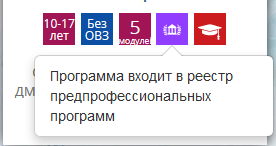 10-17 лет
Без ОВЗ
5 модулей
Программа входит в реестр
предпрофессиональных
программ